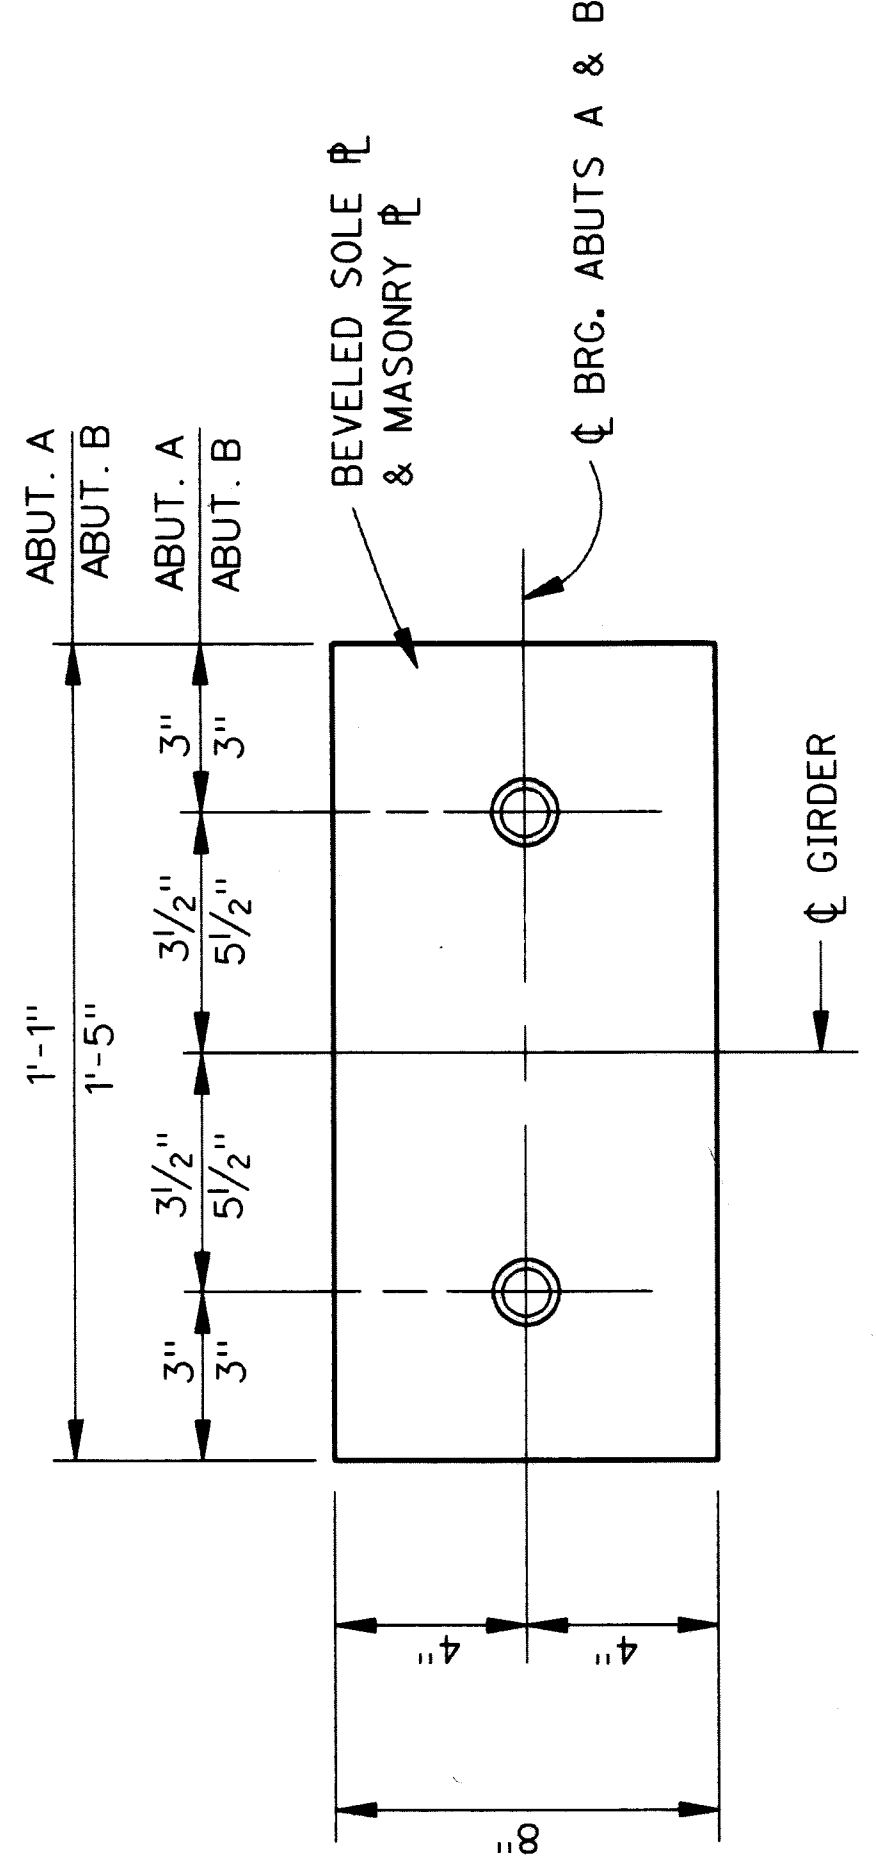 ABUT. A
ABUT. B
1'-1"
1'-5"
ABUT. A
ABUT. B
3" 3½" 3½" 3"
3" 5½" 5½" 3"
BEVELED SOLE ℄
& MASONRY ℄
℄ BRG. ABUTS A & B
℄ GIRDER
4"
4"
8"